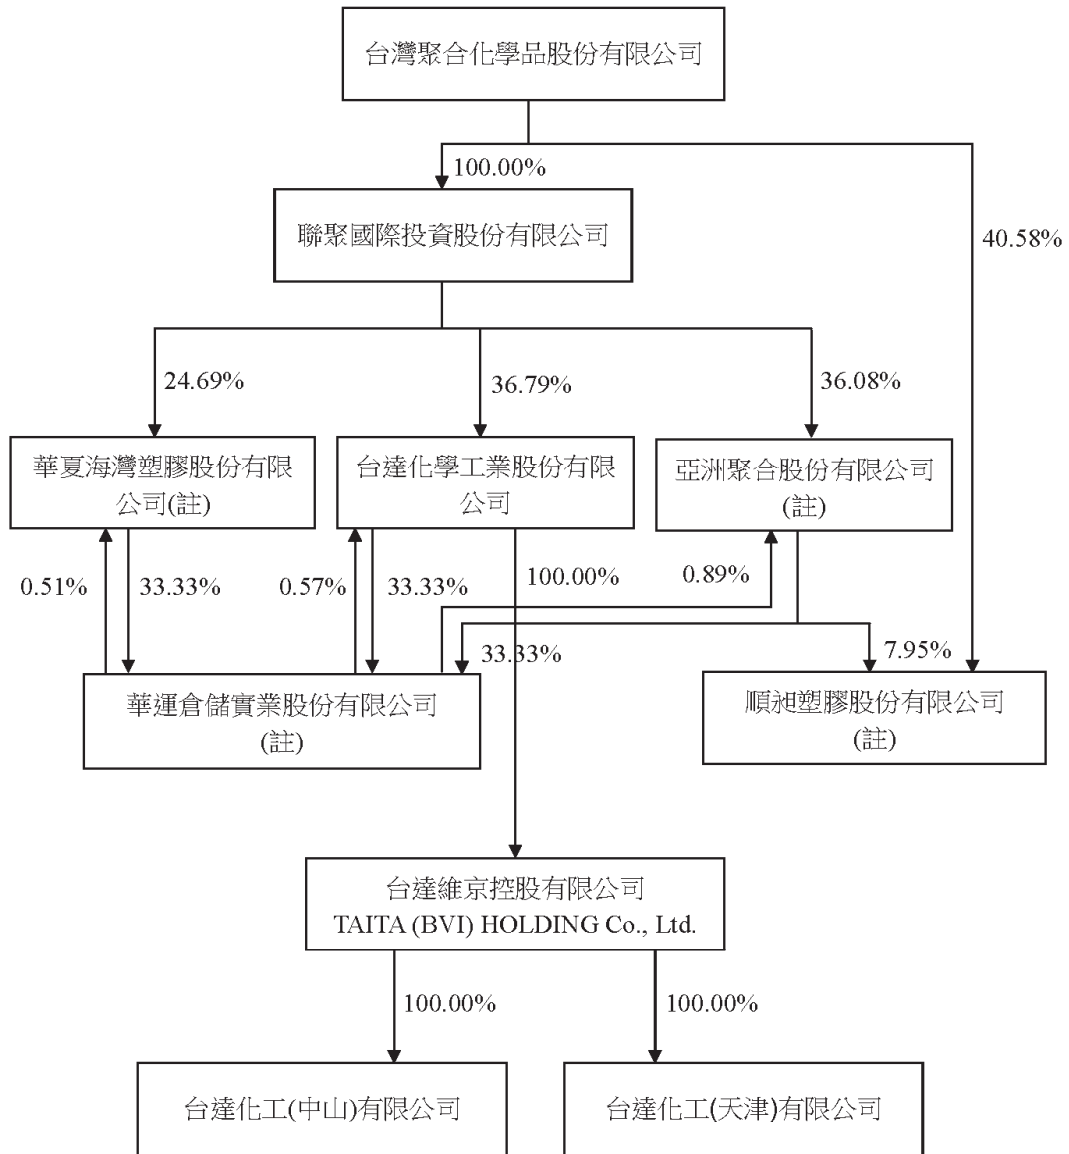 台灣聚合化學品股份有限公司
100.00%
聯聚國際投資股份有限公司
40.58%
24.69%
36.79%
36.08%
華夏海灣塑膠股份有限
公司(註)
台達化學工業股份有限
公司
亞洲聚合股份有限公司
(註)
0.51%
33.33%
0.57%
33.33%
100.00%
0.89%
33.33%
7.95%
華運倉儲實業股份有限公司
(註)
順昶塑膠股份有限公司
(註)
台達維京控股有限公司
TAITA (BVI) HOLDING Co., Ltd.
100.00%
100.00%
台達化工(中山)有限公司
台達化工(天津)有限公司